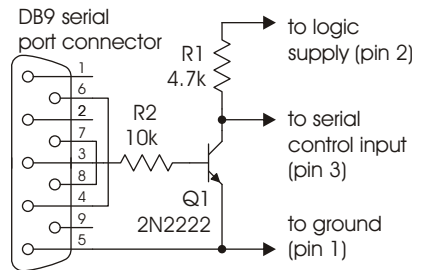 DB9 serial
port connector
1
6
2
7
3
8
4
9
5
R2
10k
R1
4.7k
Q1
2N2222
to logic
supply (pin 2)
to serial
control input
(pin 3)
to ground
(pin 1)